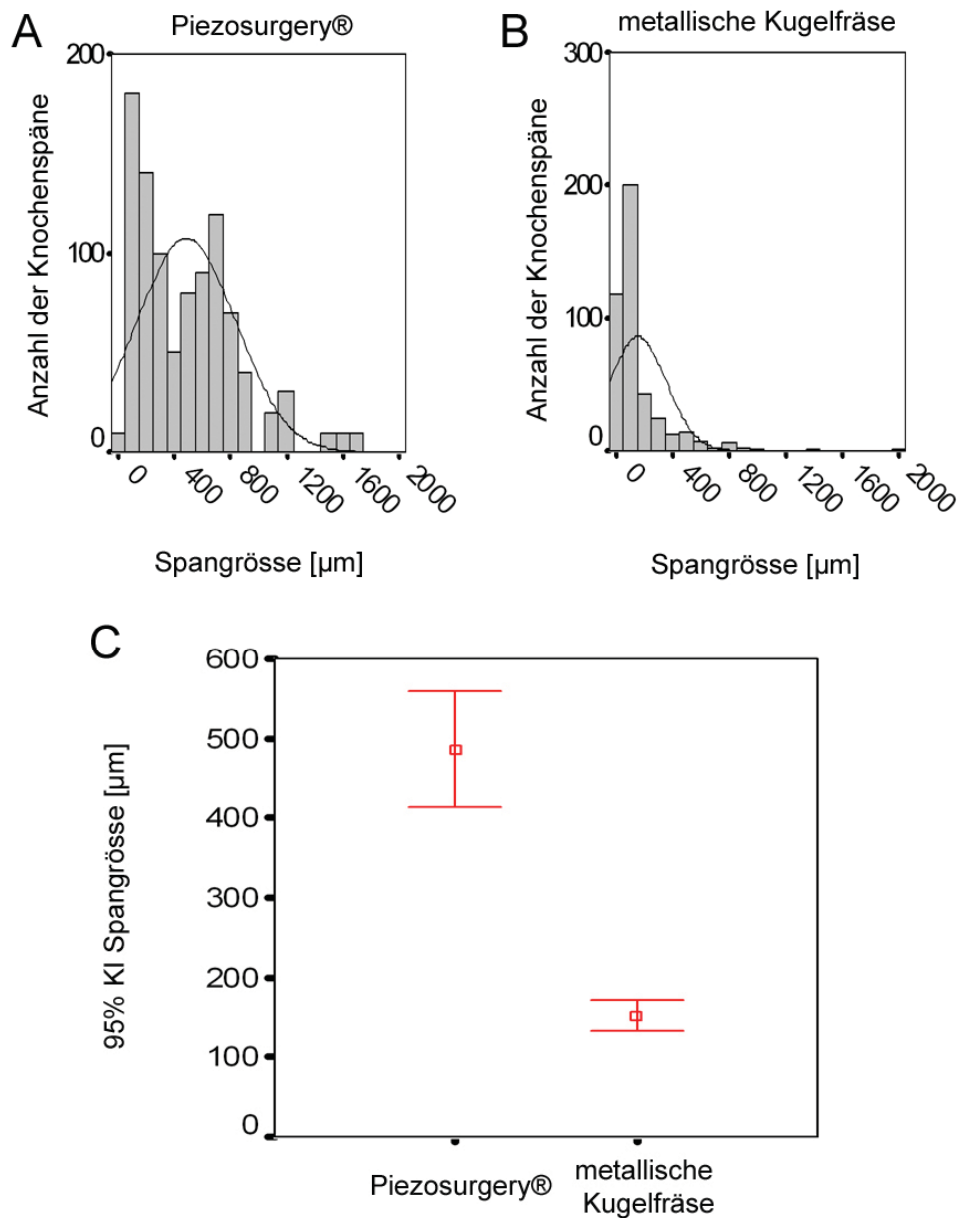 A
Piezosurgery®
Anzahl der Knochenspäne
200
100
0
0
400
800
1200
1600
2000
Spangrösse [µm]
B
metallische Kugelfräse
Anzahl der Knochenspäne
300
200
100
0
0
400
800
1200
1600
2000
Spangrösse [µm]
C
95% KI Spangrösse [µm]
600
500
400
300
200
100
0
Piezosurgery®
metallische
Kugelfräse